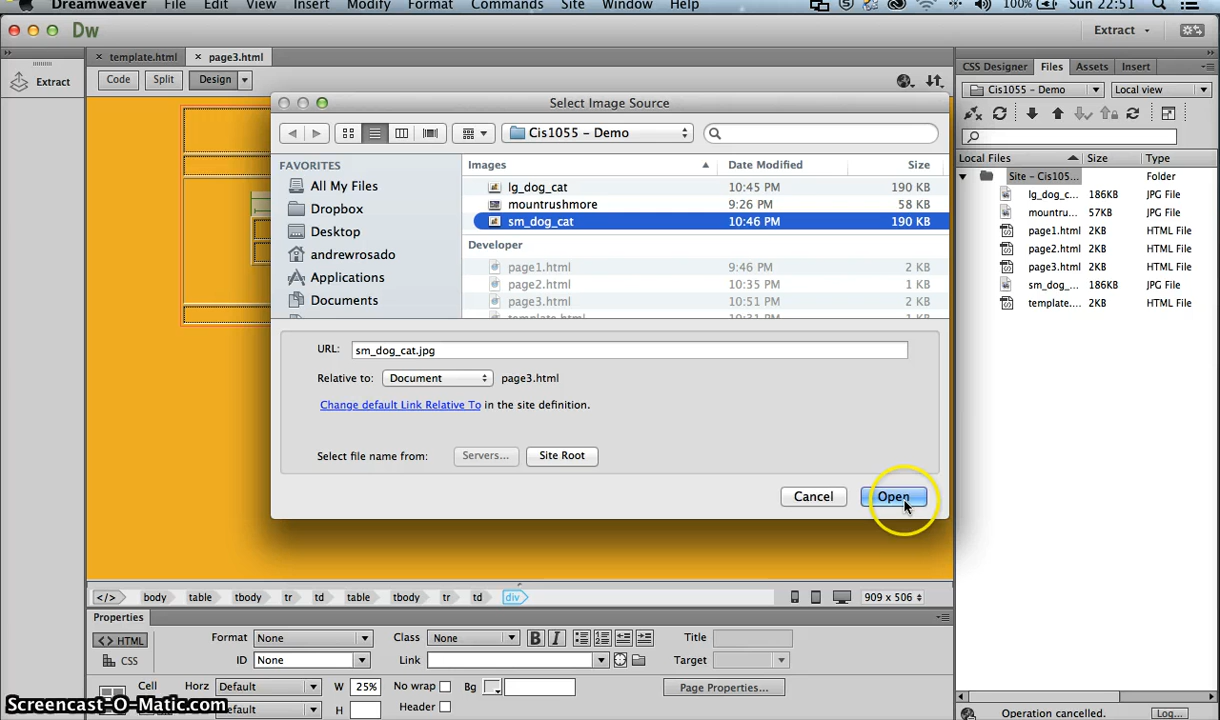 Dreamweaver File Edit View Insert Modify Format Commands Site Window Help 100% Sun 22:51
Dw Extract
template.html page3.html CSS Designer Files Assets Insert
Extract Code Split Design
Select Image Source
Cis1055 - Demo Local view
Cis1055 - Demo
FAVORITES Images Date Modified Size
Local Files Size Type
All My Files lg_dog_cat 10:45 PM 190 KB
Site - Cis105... Folder
Dropbox mountrushmore 9:26 PM 58 KB
lg_dog_c... 186KB JPG File
sm_dog_cat 10:46 PM 190 KB
mountru... 57KB JPG File
Desktop Developer
page1.html 2KB HTML File
andrewrosado page1.html 9:46 PM 2 KB
page2.html 2KB HTML File
Applications page2.html 10:35 PM 1 KB
page3.html 2KB HTML File
Documents page3.html 10:51 PM 2 KB
sm_dog_... 186KB JPG File
template.html 10:31 PM 1 KB
template.... 2KB HTML File
URL: sm_dog_cat.jpg
Relative to: Document page3.html
Change default Link Relative To in the site definition.
Select file name from: Servers... Site Root
Cancel Open
</> body table tbody tr td table tbody tr td div 909 x 506
Properties
<> HTML Format None Class None B I Title
CSS ID None Link Target
Cell Horz Default W 25% No wrap Bg Page Properties...
Default H Header
Screencast-O-Matic.com
Operation cancelled. Log...